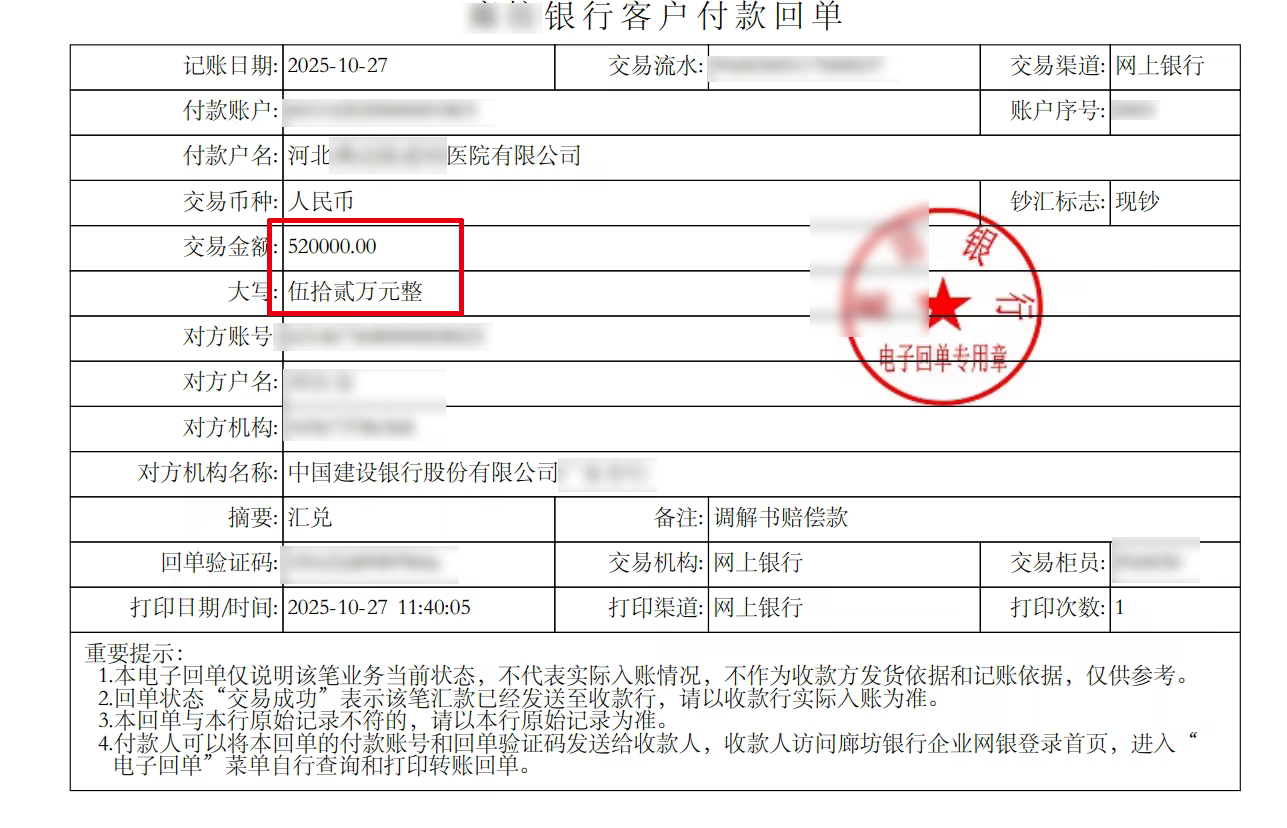 银行客户付款回单
记账日期: 2025-10-27 交易流水: 交易渠道: 网上银行
付款账户: 账户序号:
付款户名: 河北 医院有限公司
交易币种: 人民币 钞汇标志: 现钞
交易金额: 520000.00
大写: 伍拾贰万元整
对方账号
对方户名:
对方机构:
对方机构名称: 中国建设银行股份有限公司
摘要: 汇兑 备注: 调解书赔偿款
回单验证码: 交易机构: 网上银行 交易柜员:
打印日期/时间: 2025-10-27 11:40:05 打印渠道: 网上银行 打印次数: 1
银行
电子回单专用章
重要提示:
1.本电子回单仅说明该笔业务当前状态，不代表实际入账情况，不作为收款方发货依据和记账依据，仅供参考。
2.回单状态“交易成功”表示该笔汇款已经发送至收款行，请以收款行实际入账为准。
3.本回单与本行原始记录不符的，请以本行原始记录为准。
4.付款人可以将本回单的付款账号和回单验证码发送给收款人，收款人访问廊坊银行企业网银登录首页，进入“
电子回单”菜单自行查询和打印转账回单。